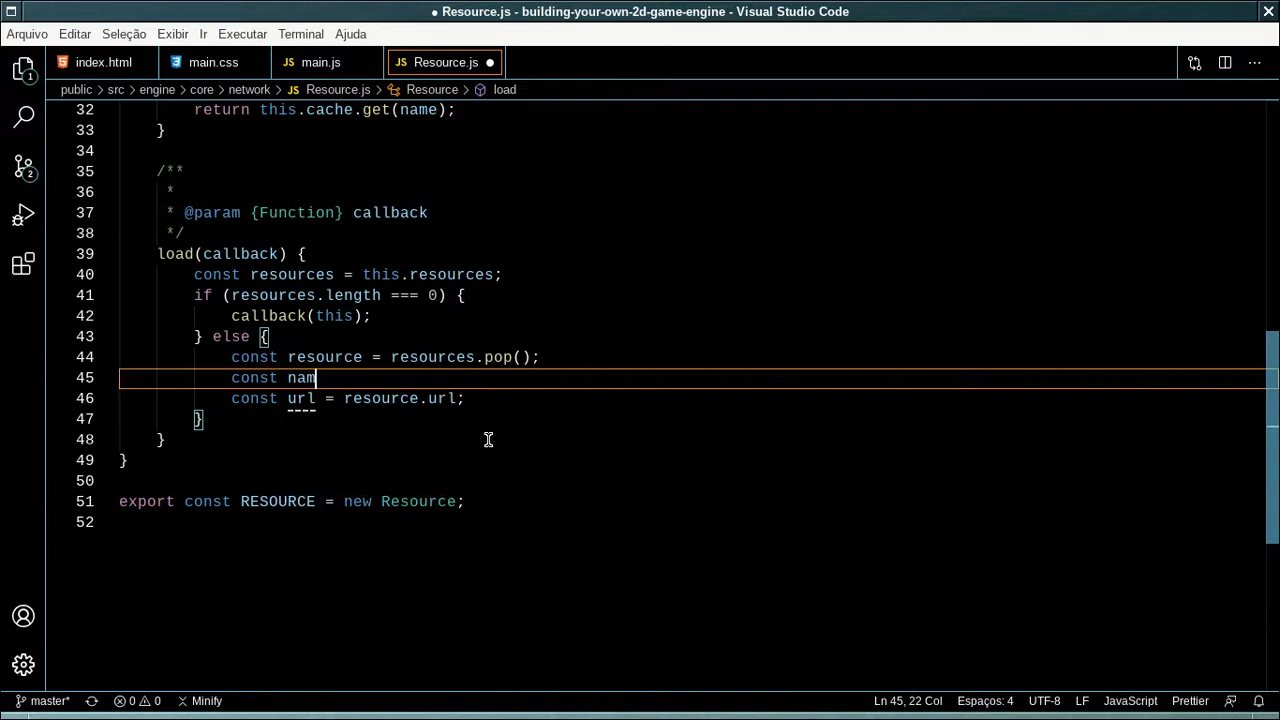 Resource.js - building-your-own-2d-game-engine - Visual Studio Code
Arquivo Editar Seleção Exibir Ir Executar Terminal Ajuda
index.html main.css JS main.js JS Resource.js
public > src > engine > core > network > JS Resource.js > Resource > load
32 return this.cache.get(name);
33 }
34
35 /**
36 *
37 * @param {Function} callback
38 */
39 load(callback) {
40 const resources = this.resources;
41 if (resources.length === 0) {
42 callback(this);
43 } else {
44 const resource = resources.pop();
45 const nam
46 const url = resource.url;
47 }
48 }
49 }
50
51 export const RESOURCE = new Resource;
52
1
2
master* 0 0 Minify Ln 45, 22 Col Espaços: 4 UTF-8 LF JavaScript Prettier